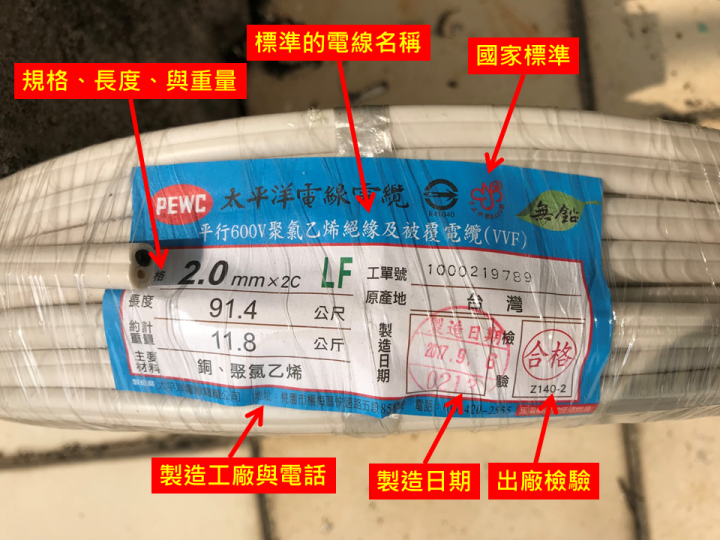 標準的電線名稱
國家標準
規格、長度、與重量
PEWC 太平洋電線電纜
無鉛
平行600V聚氯乙烯絕緣及被覆電纜(VVF)
格 2.0 mm×2C LF 工單號 1000219789
長度 91.4 公尺 原產地 台灣
約計重量 11.8 公斤
主要材料 銅、聚氯乙烯
製造日期
製造日期
檢驗
合格
Z140-2
製造工廠與電話
製造日期
出廠檢驗